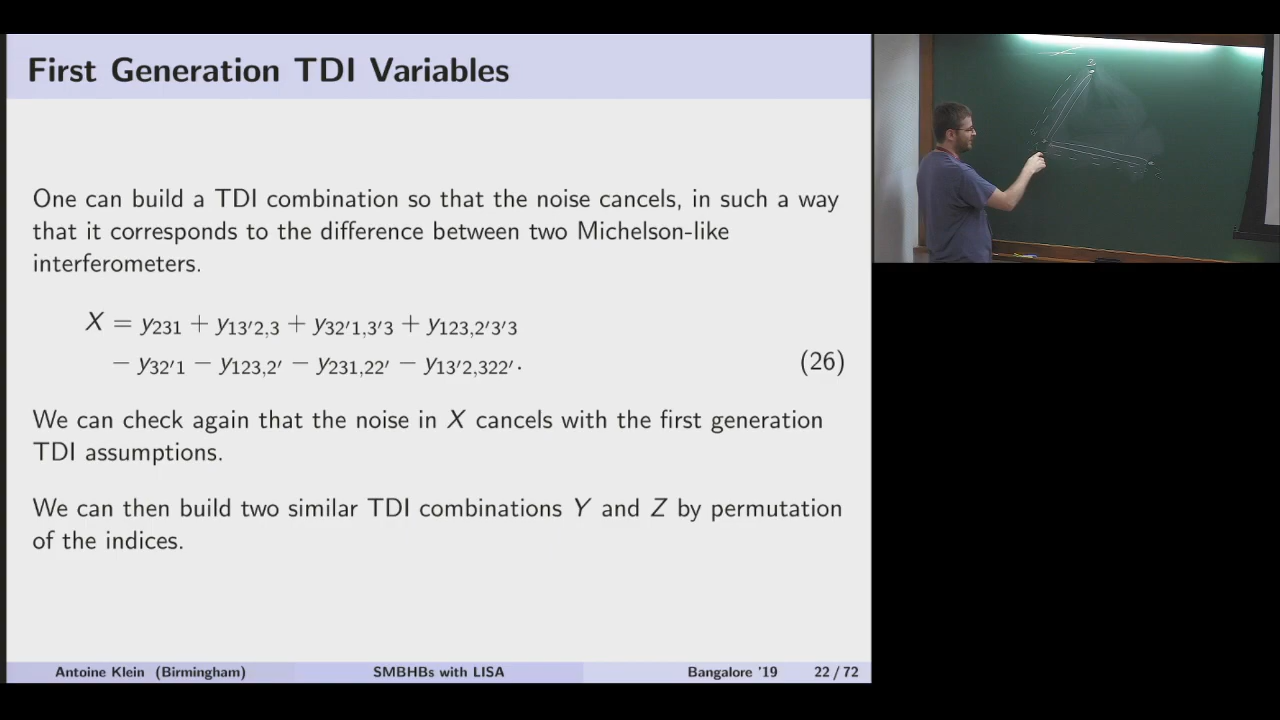 First Generation TDI Variables
One can build a TDI combination so that the noise cancels, in such a way
that it corresponds to the difference between two Michelson-like
interferometers.
X = y₂₃₁ + y₁₃′₂,₃ + y₃₂′₁,₃′₃ + y₁₂₃,₂′₃′₃
− y₃₂′₁ − y₁₂₃,₂′ − y₂₃₁,₂₂′ − y₁₃′₂,₃₂₂′. (26)
We can check again that the noise in X cancels with the first generation
TDI assumptions.
We can then build two similar TDI combinations Y and Z by permutation
of the indices.
Antoine Klein (Birmingham) SMBHBs with LISA Bangalore '19 22 / 72